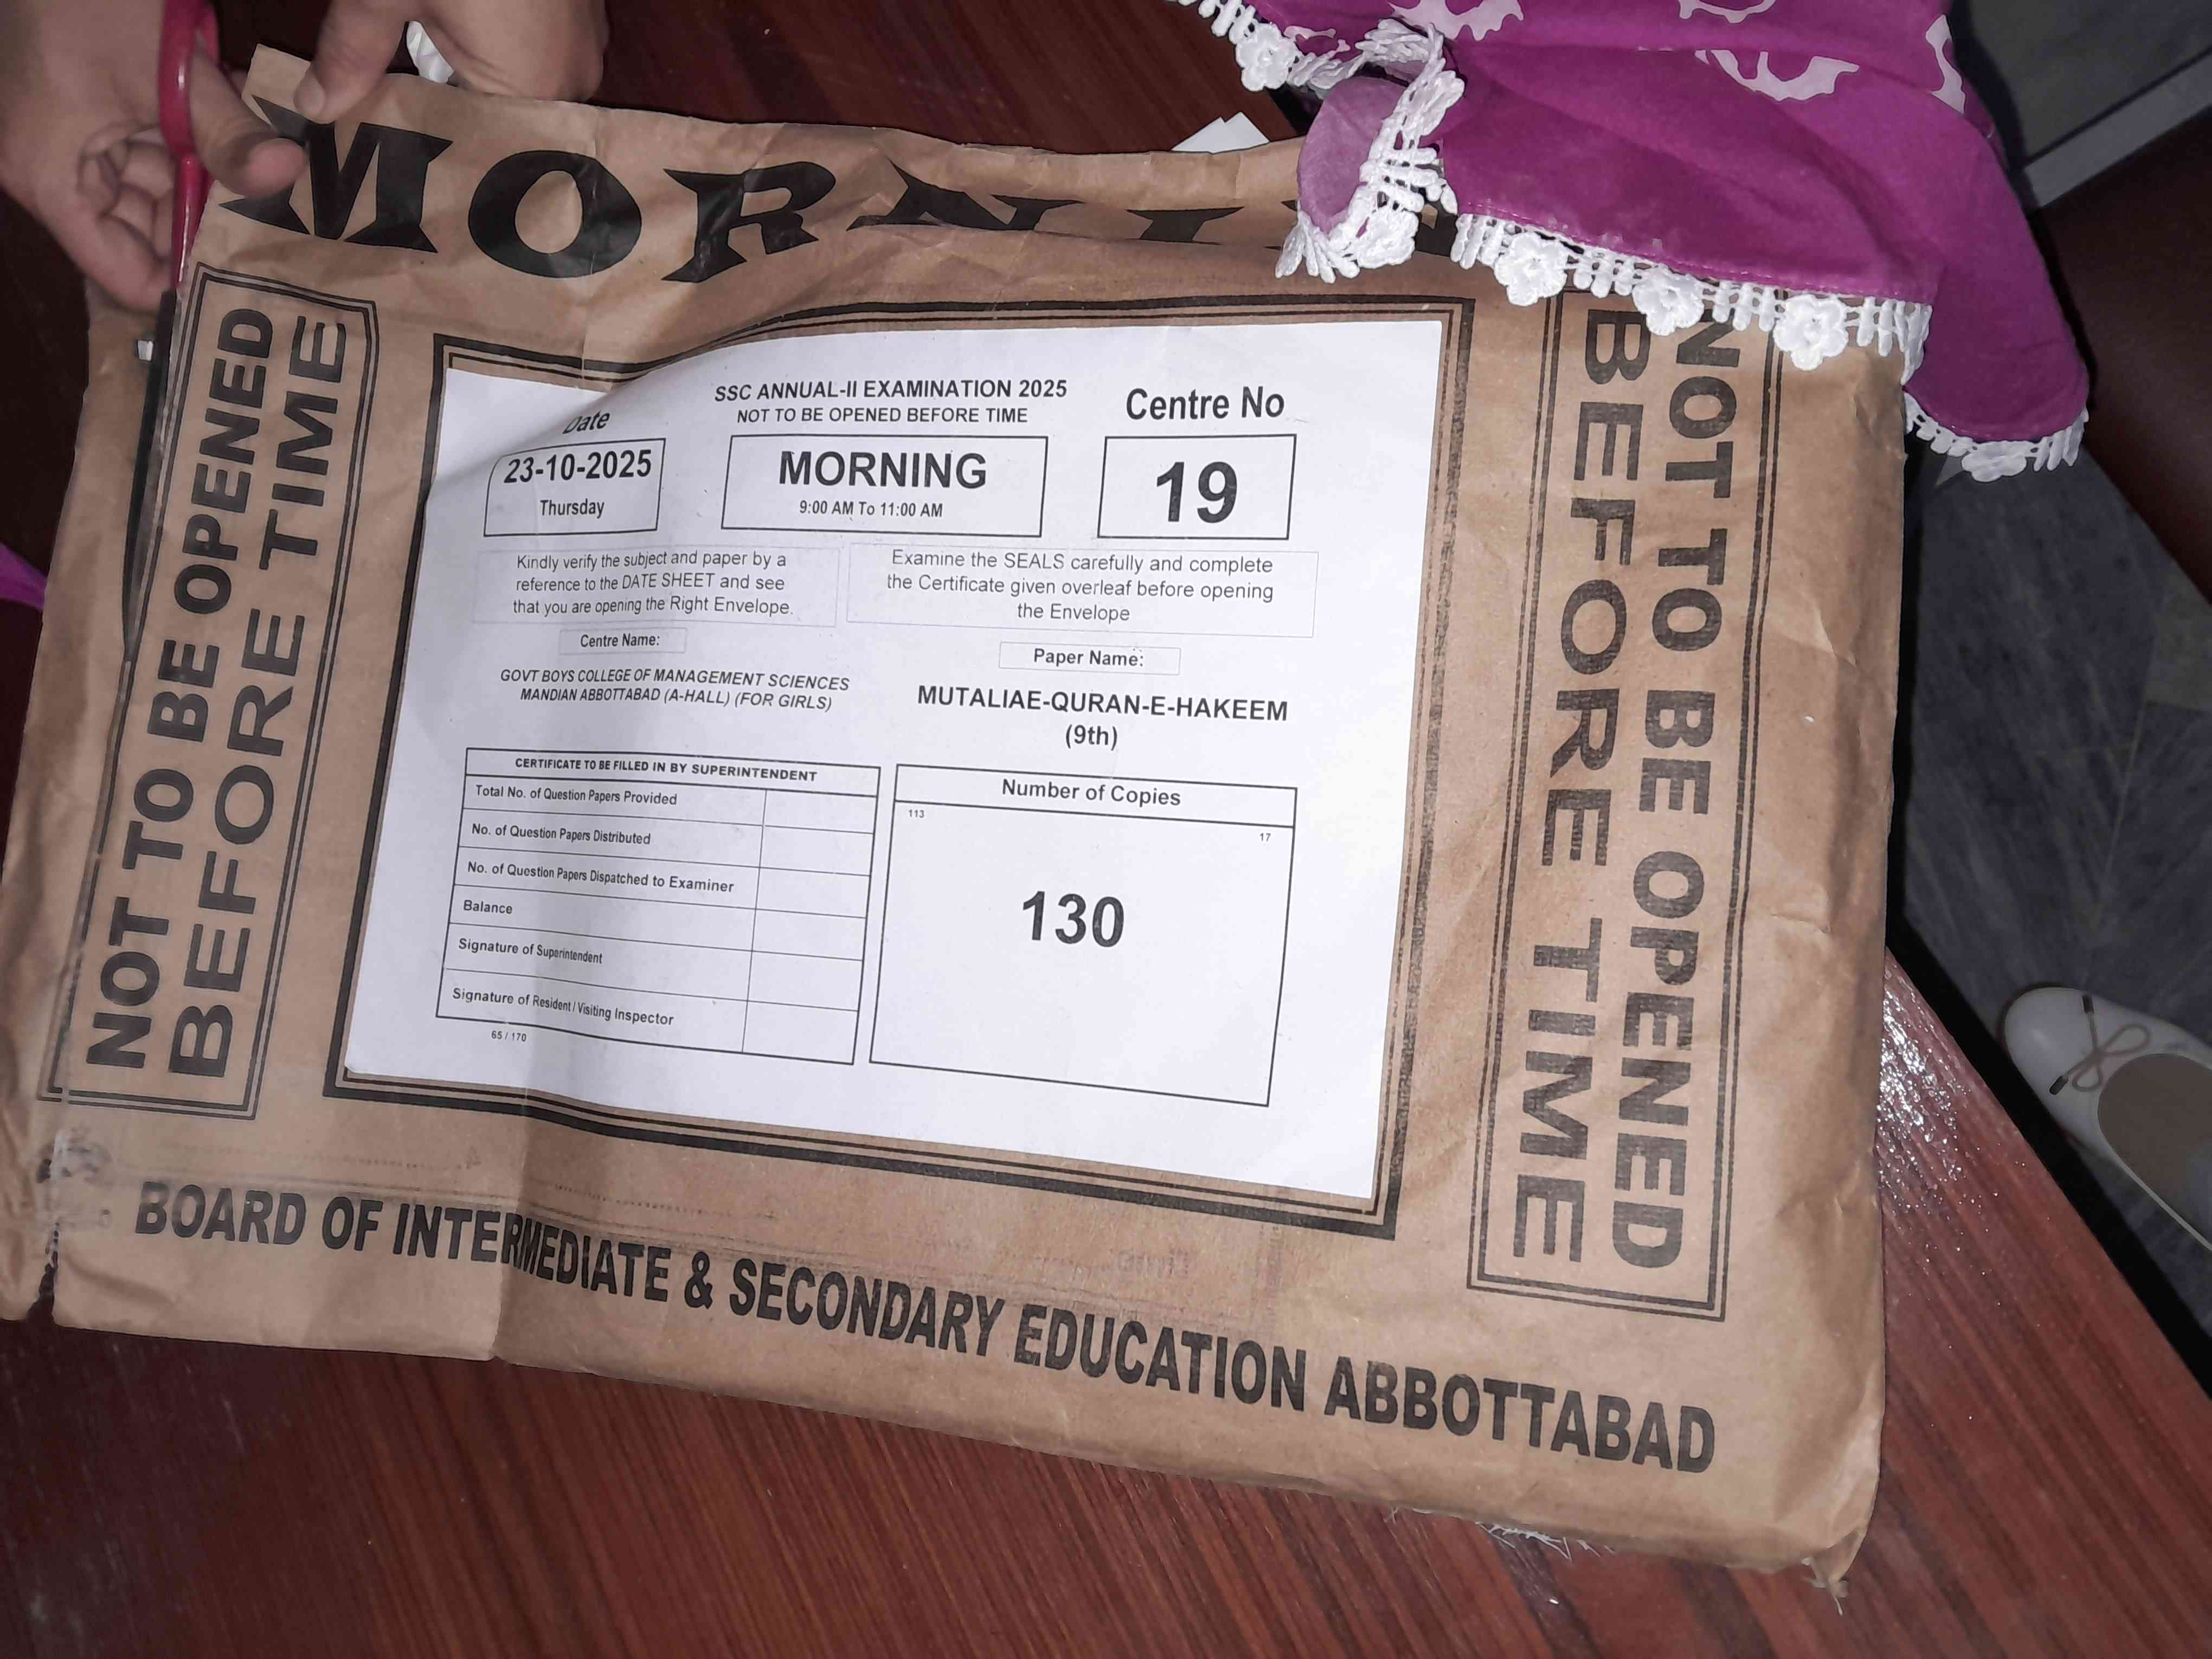 MORNI
NOT TO BE OPENED
BEFORE TIME
SSC ANNUAL-II EXAMINATION 2025
NOT TO BE OPENED BEFORE TIME
Date
23-10-2025
Thursday
MORNING
9:00 AM To 11:00 AM
Centre No
19
Kindly verify the subject and paper by a
reference to the DATE SHEET and see
that you are opening the Right Envelope.
Examine the SEALS carefully and complete
the Certificate given overleaf before opening
the Envelope
Centre Name:
GOVT BOYS COLLEGE OF MANAGEMENT SCIENCES
MANDIAN ABBOTTABAD (A-HALL) (FOR GIRLS)
Paper Name:
MUTALIAE-QURAN-E-HAKEEM
(9th)
CERTIFICATE TO BE FILLED IN BY SUPERINTENDENT
Total No. of Question Papers Provided
No. of Question Papers Distributed
No. of Question Papers Dispatched to Examiner
Balance
Signature of Superintendent
Signature of Resident / Visiting Inspector
65 / 170
Number of Copies
113
17
130
NOT TO BE OPENED
BEFORE TIME
BOARD OF INTERMEDIATE & SECONDARY EDUCATION ABBOTTABAD